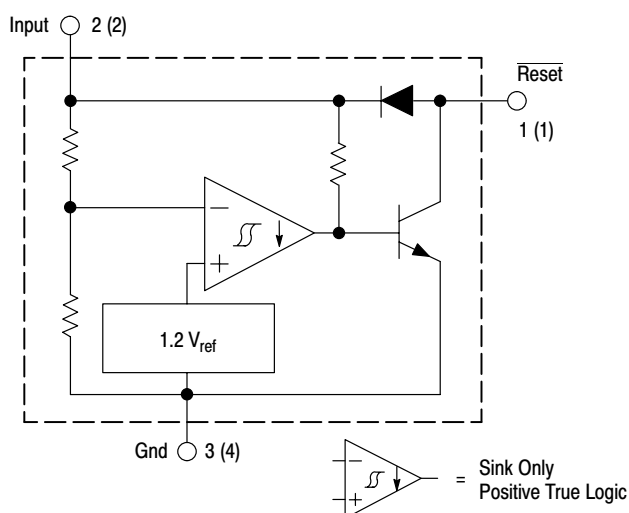 Input 2 (2)
Reset
1 (1)
−
+
1.2 Vref
Gnd 3 (4)
−
+
= Sink Only
Positive True Logic